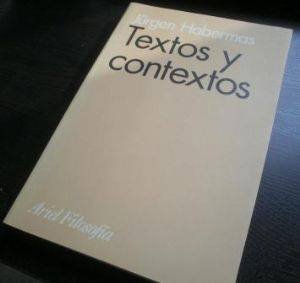 Jürgen Habermas
Textos y
contextos
Ariel Filosofía